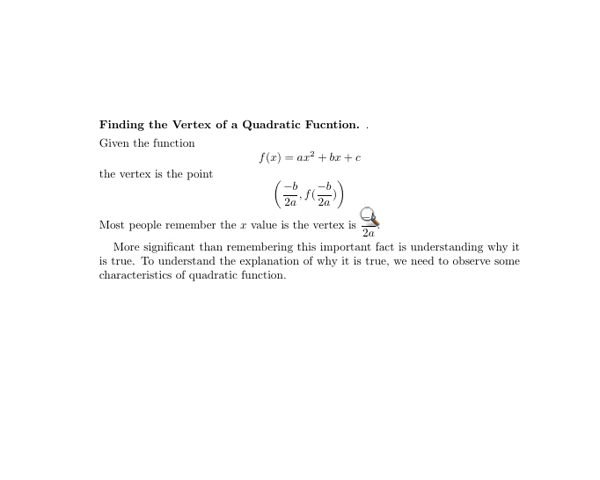 Finding the Vertex of a Quadratic Fucntion. .
Given the function
f(x) = ax² + bx + c
the vertex is the point
(−b/2a, f(−b/2a))
Most people remember the x value is the vertex is −b/2a.
More significant than remembering this important fact is understanding why it
is true. To understand the explanation of why it is true, we need to observe some
characteristics of quadratic function.